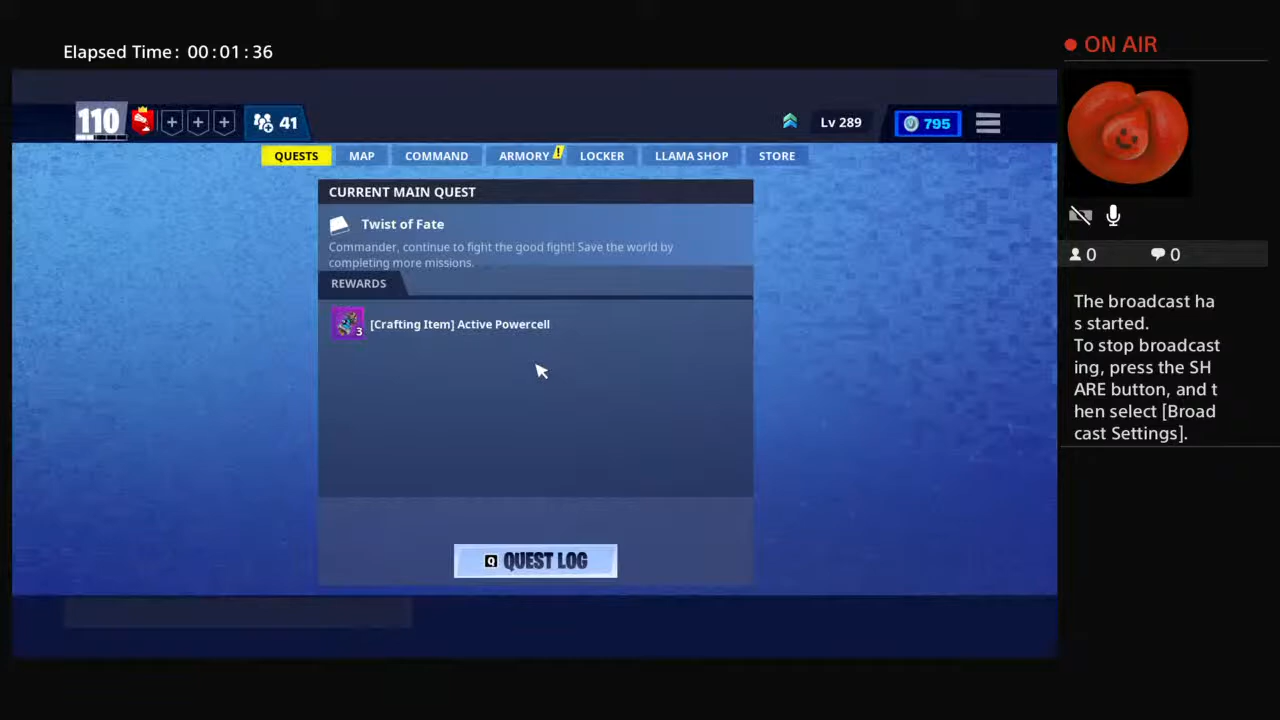 Elapsed Time: 00:01:36
ON AIR
110
41
Lv 289
795
QUESTS
MAP
COMMAND
ARMORY !
LOCKER
LLAMA SHOP
STORE
CURRENT MAIN QUEST
Twist of Fate
Commander, continue to fight the good fight! Save the world by
completing more missions.
REWARDS
3
[Crafting Item] Active Powercell
Q QUEST LOG
0
0
The broadcast ha
s started.
To stop broadcast
ing, press the SH
ARE button, and t
hen select [Broad
cast Settings].